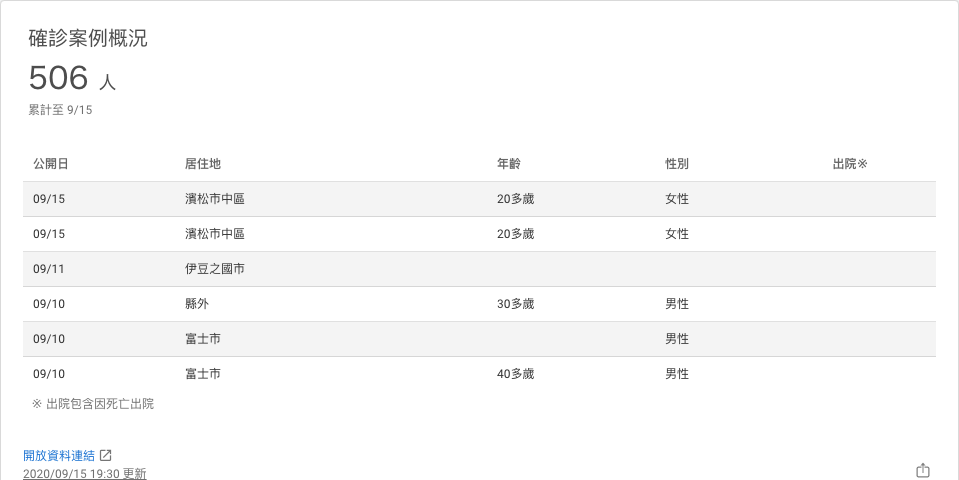 確診案例概況
506 人
累計至 9/15
公開日 居住地 年齡 性別 出院※
09/15 濱松市中區 20多歲 女性
09/15 濱松市中區 20多歲 女性
09/11 伊豆之國市
09/10 縣外 30多歲 男性
09/10 富士市 男性
09/10 富士市 40多歲 男性
※ 出院包含因死亡出院
開放資料連結
2020/09/15 19:30 更新